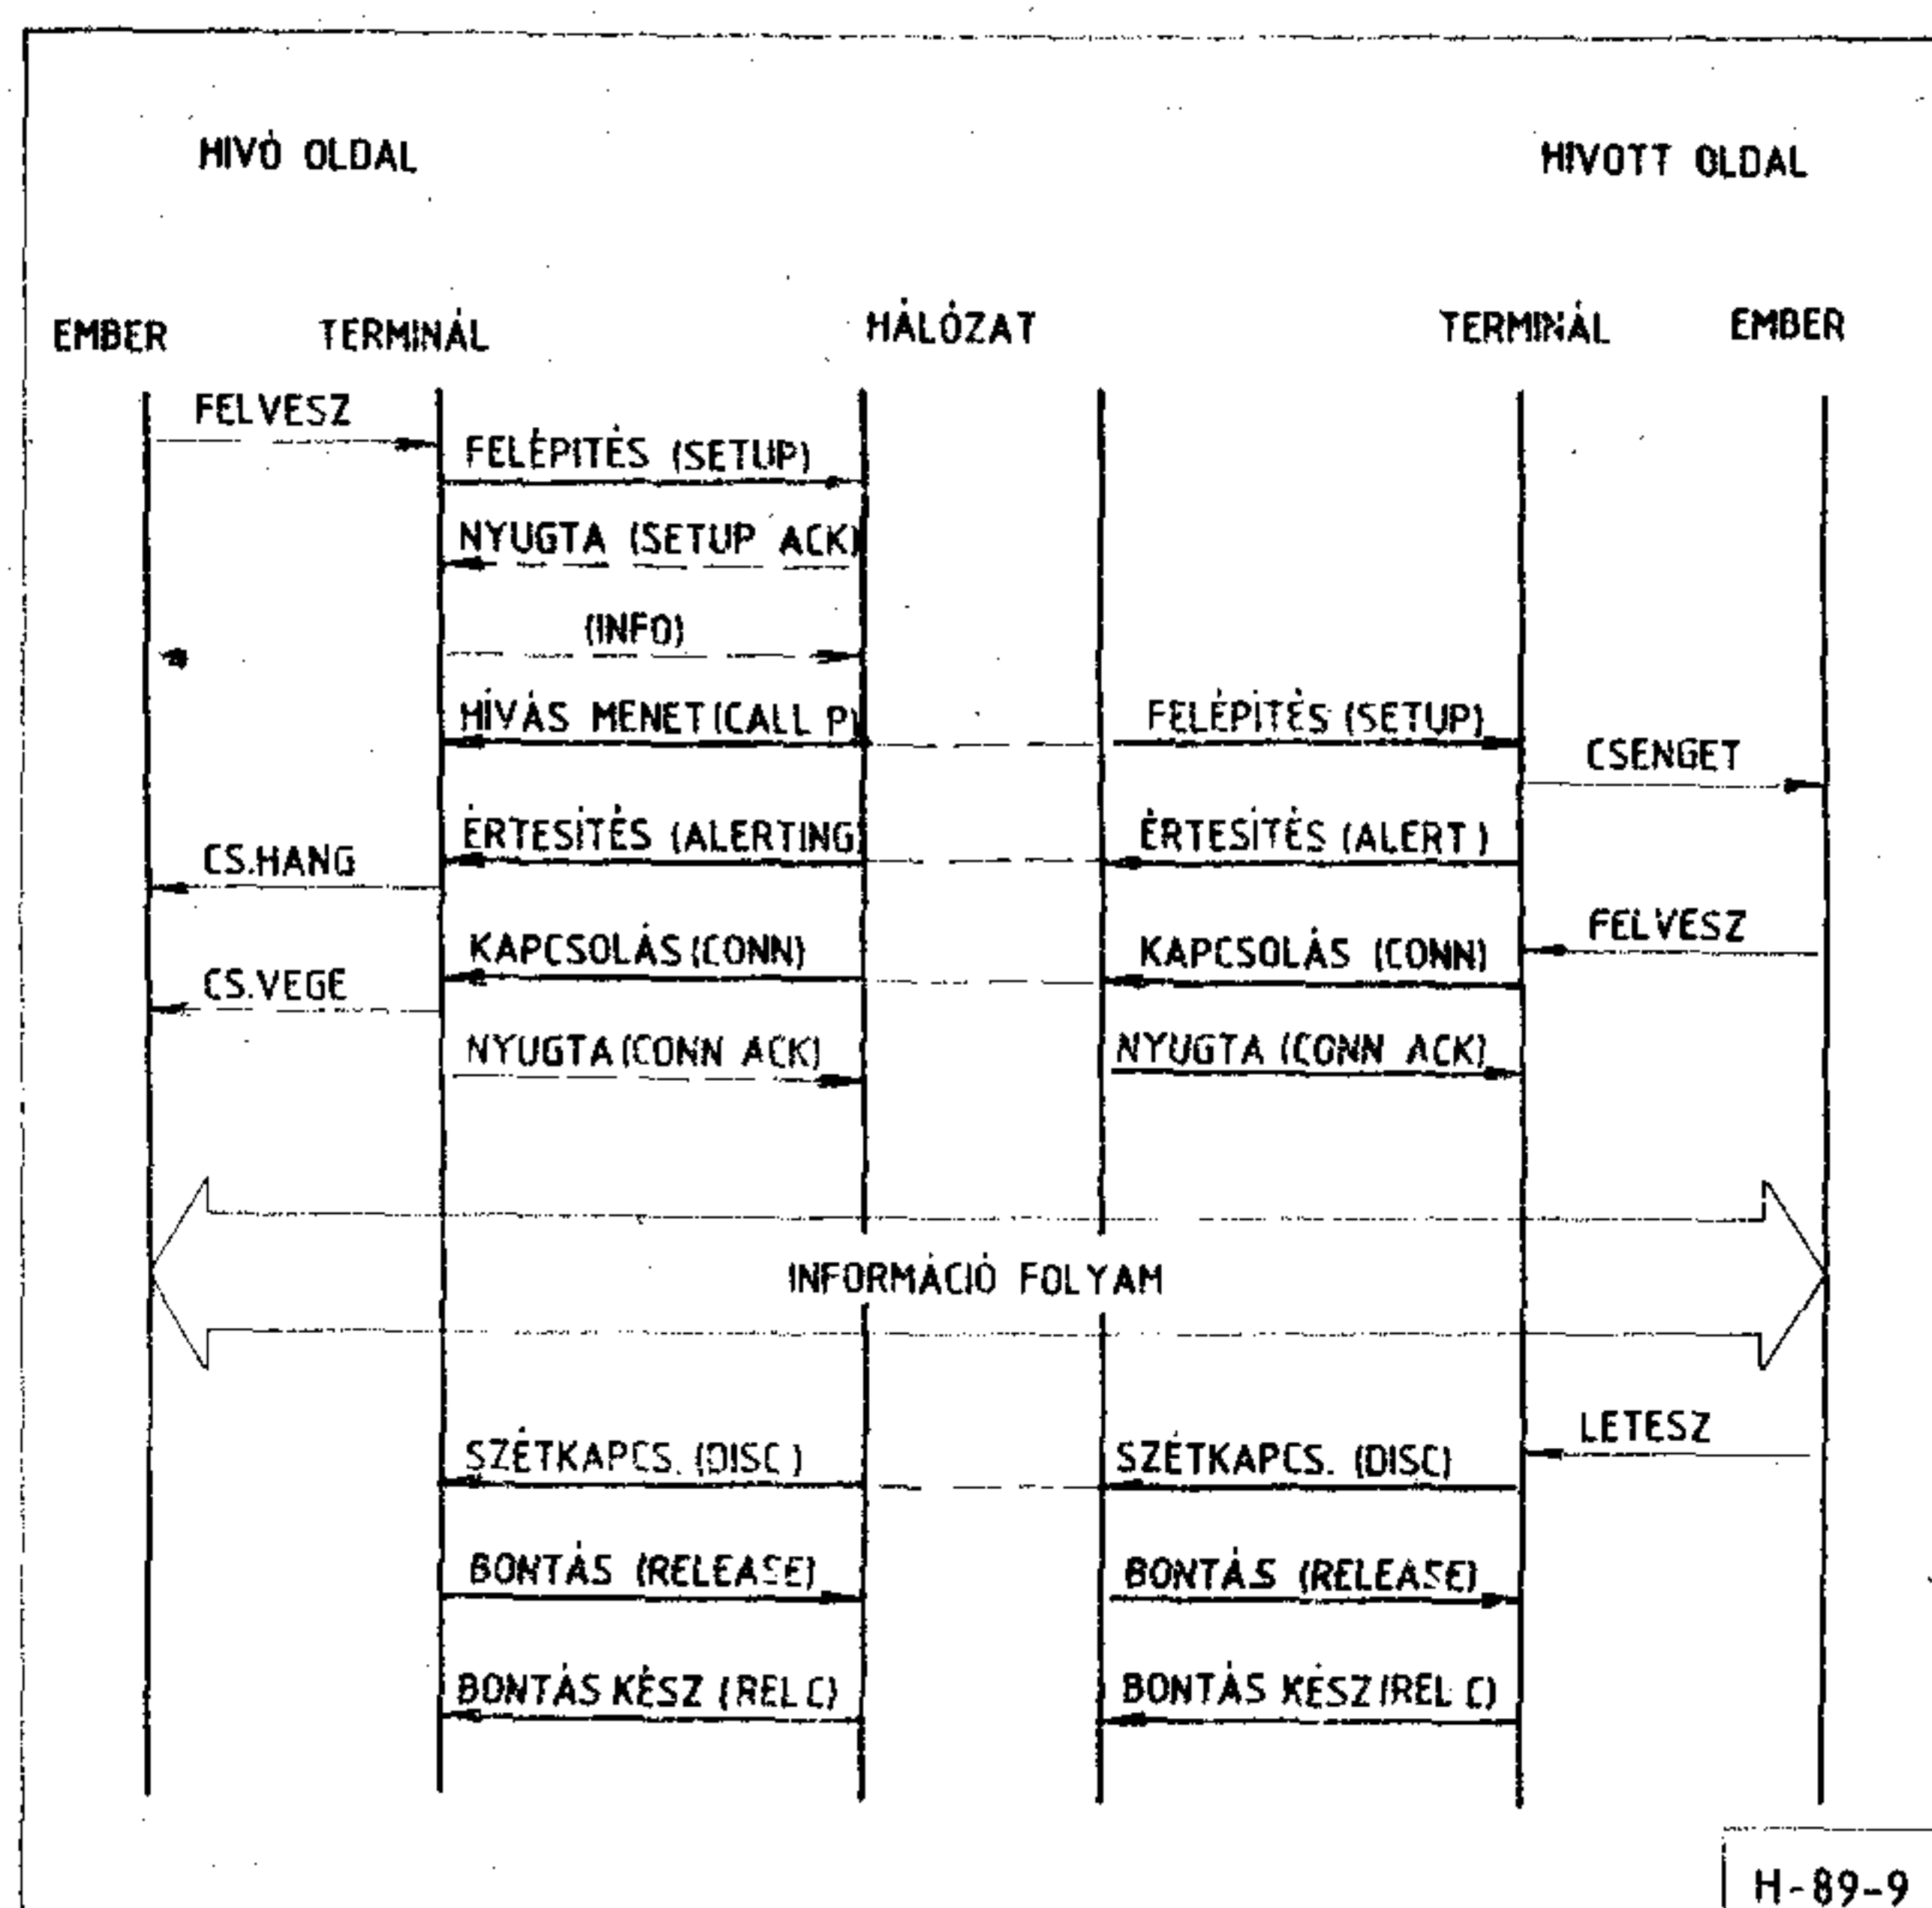 HIVÓ OLDAL
HIVOTT OLDAL
EMBER
TERMINÁL
HÁLÓZAT
TERMINÁL
EMBER
FELVESZ
FELÉPITÉS (SETUP)
NYUGTA (SETUP ACK)
(INFO)
HÍVÁS MENET (CALL P)
FELÉPÍTÉS (SETUP)
CSENGET
ÉRTESÍTÉS (ALERTING)
ÉRTESÍTÉS (ALERT)
CS.HANG
FELVESZ
KAPCSOLÁS (CONN)
KAPCSOLÁS (CONN)
CS.VEGE
NYUGTA (CONN ACK)
NYUGTA (CONN ACK)
INFORMÁCIÓ FOLYAM
LETESZ
SZÉTKAPCS. (DISC)
SZÉTKAPCS. (DISC)
BONTÁS (RELEASE)
BONTÁS (RELEASE)
BONTÁS KÉSZ (REL C)
BONTÁS KÉSZ (REL C)
H-89-9